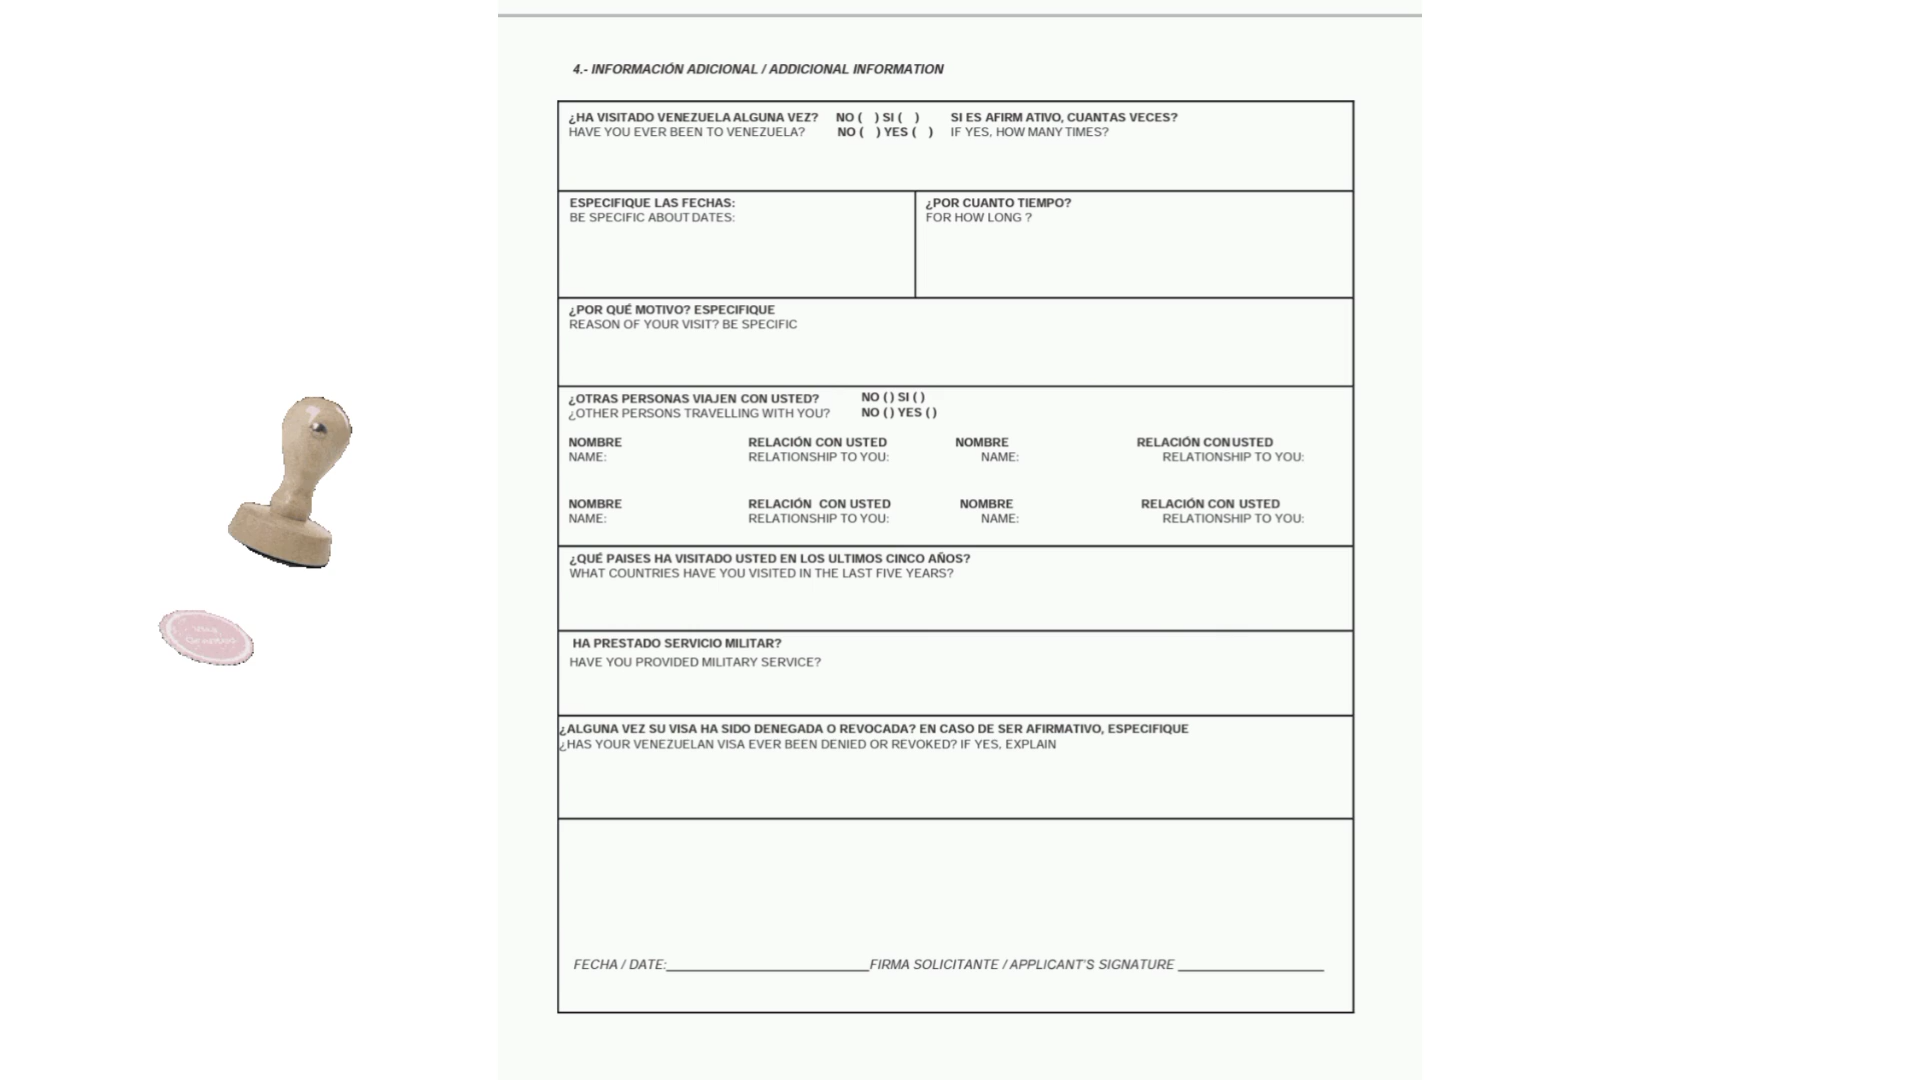 4.- INFORMACIÓN ADICIONAL / ADDICIONAL INFORMATION
¿HA VISITADO VENEZUELA ALGUNA VEZ? NO ( ) SI ( ) SI ES AFIRM ATIVO, CUANTAS VECES?
HAVE YOU EVER BEEN TO VENEZUELA? NO ( ) YES ( ) IF YES, HOW MANY TIMES?
ESPECIFIQUE LAS FECHAS:
BE SPECIFIC ABOUT DATES:
¿POR CUANTO TIEMPO?
FOR HOW LONG ?
¿POR QUÉ MOTIVO? ESPECIFIQUE
REASON OF YOUR VISIT? BE SPECIFIC
¿OTRAS PERSONAS VIAJEN CON USTED? NO ( ) SI ( )
¿OTHER PERSONS TRAVELLING WITH YOU? NO ( ) YES ( )
NOMBRE RELACIÓN CON USTED NOMBRE RELACIÓN CON USTED
NAME: RELATIONSHIP TO YOU: NAME: RELATIONSHIP TO YOU:
NOMBRE RELACIÓN CON USTED NOMBRE RELACIÓN CON USTED
NAME: RELATIONSHIP TO YOU: NAME: RELATIONSHIP TO YOU:
¿QUÉ PAISES HA VISITADO USTED EN LOS ULTIMOS CINCO AÑOS?
WHAT COUNTRIES HAVE YOU VISITED IN THE LAST FIVE YEARS?
HA PRESTADO SERVICIO MILITAR?
HAVE YOU PROVIDED MILITARY SERVICE?
¿ALGUNA VEZ SU VISA HA SIDO DENEGADA O REVOCADA? EN CASO DE SER AFIRMATIVO, ESPECIFIQUE
¿HAS YOUR VENEZUELAN VISA EVER BEEN DENIED OR REVOKED? IF YES, EXPLAIN
FECHA / DATE:____________________FIRMA SOLICITANTE / APPLICANT'S SIGNATURE ______________
Visa
Granted